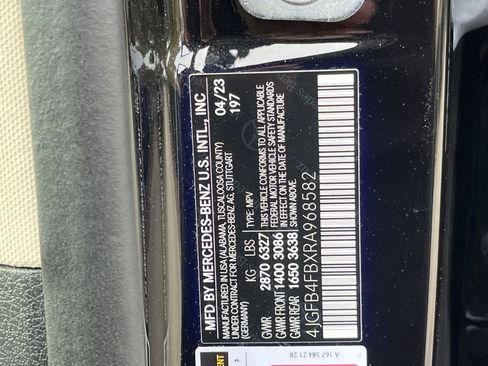 MFD BY MERCEDES-BENZ U.S. INTL., INC
MANUFACTURED IN USA (ALABAMA, TUSCALOOSA COUNTY) 04/23
UNDER CONTRACT FOR MERCEDES-BENZ AG, STUTTGART 197
(GERMANY)
KG LBS TYPE: MPV
GVWR 2870 6327 THIS VEHICLE CONFORMS TO ALL APPLICABLE
GAWR FRONT 1400 3086 FEDERAL MOTOR VEHICLE SAFETY STANDARDS
GAWR REAR 1650 3638 IN EFFECT ON THE DATE OF MANUFACTURE
SHOWN ABOVE.
4JGFB4FBXRA968582
A 167 584 21 28